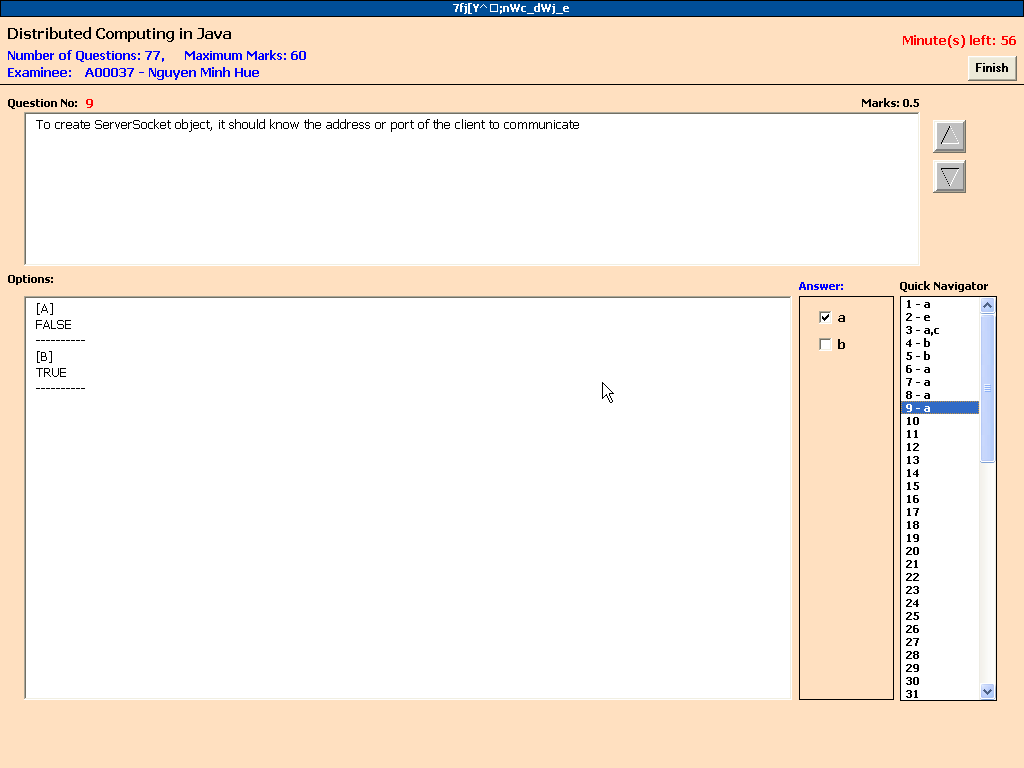 7fj[Y^ □;nWc_dWj_e
Distributed Computing in Java
Number of Questions: 77, Maximum Marks: 60
Minute(s) left: 56
Examinee: A00037 - Nguyen Minh Hue
Finish
Question No: 9
Marks: 0.5
To create ServerSocket object, it should know the address or port of the client to communicate
Options:
Answer:
Quick Navigator
[A]
FALSE
----------
[B]
TRUE
----------
a
b
1 - a
2 - e
3 - a,c
4 - b
5 - b
6 - a
7 - a
8 - a
9 - a
10
11
12
13
14
15
16
17
18
19
20
21
22
23
24
25
26
27
28
29
30
31